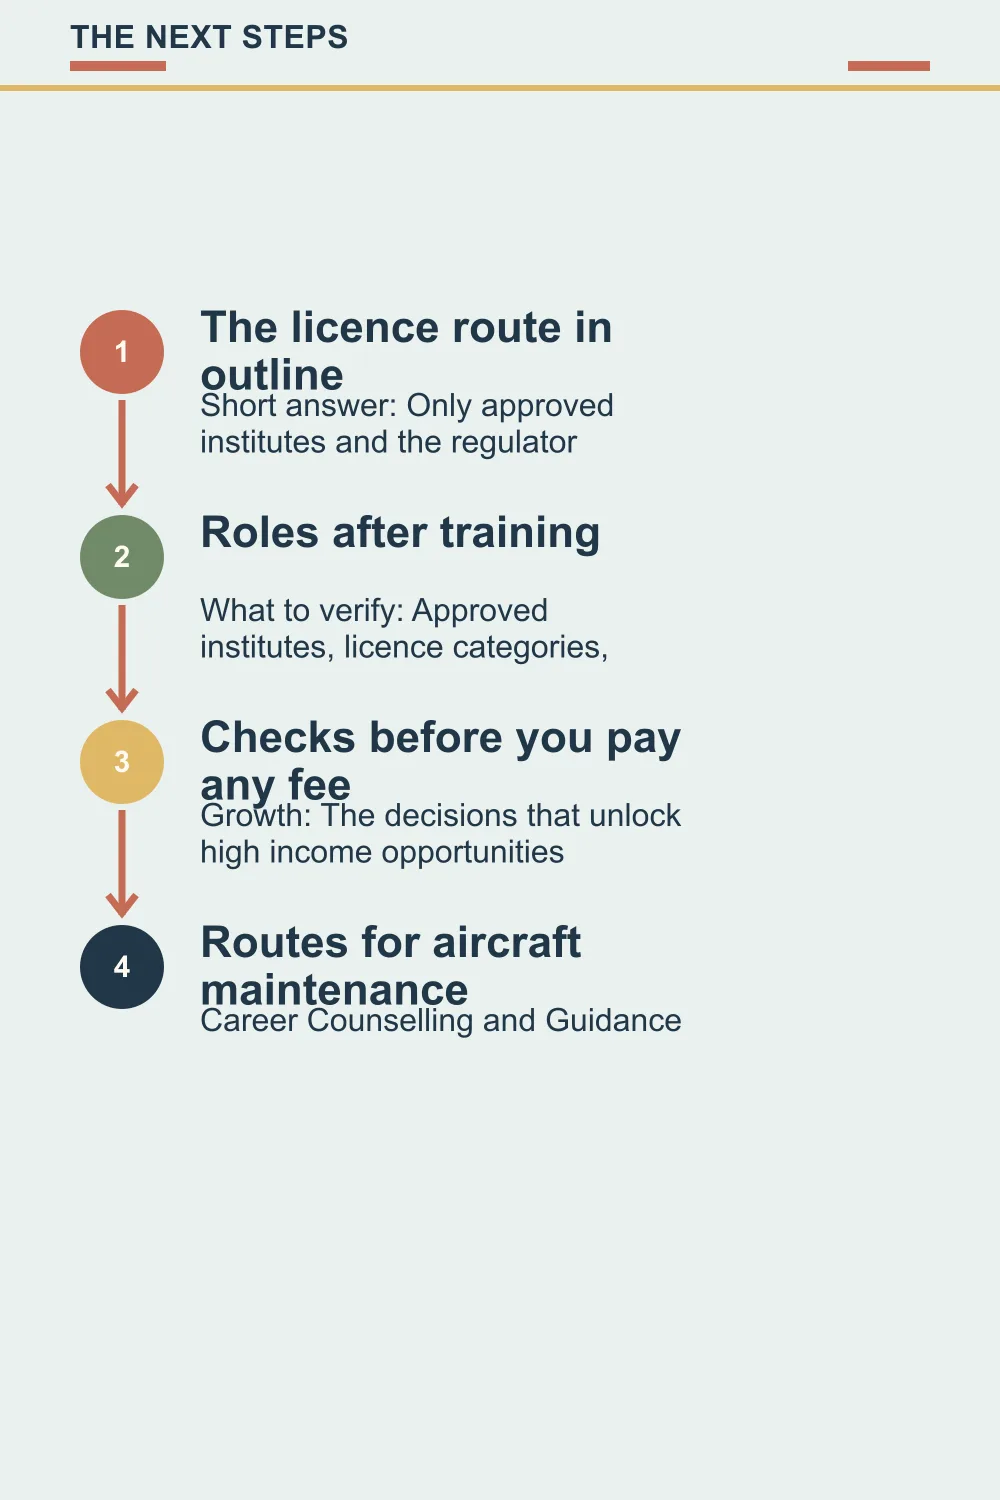 THE NEXT STEPS
1
The licence route in
outline
Short answer: Only approved
institutes and the regulator
2
Roles after training
What to verify: Approved
institutes, licence categories,
3
Checks before you pay
any fee
Growth: The decisions that unlock
high income opportunities
4
Routes for aircraft
maintenance
Career Counselling and Guidance